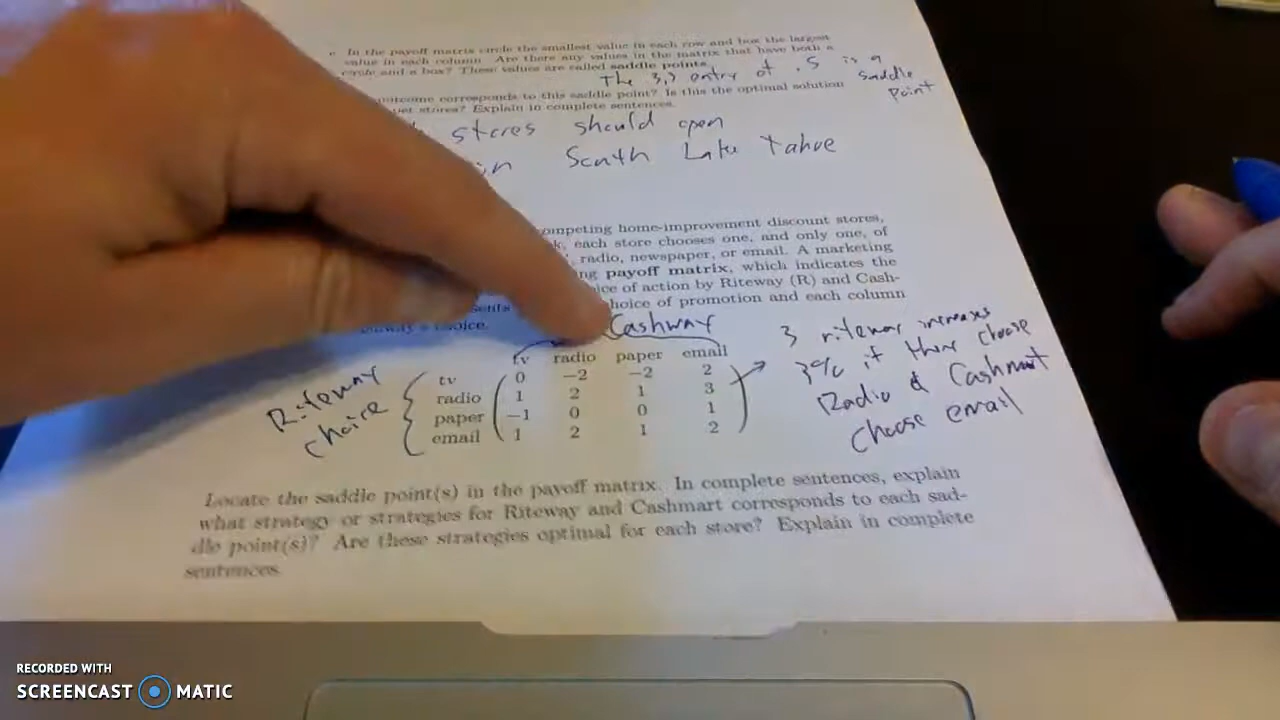 In the payoff matrix circle the smallest value in each row and box the largest
value in each column. Are there any values in the matrix that have both a
circle and a box? These values are called saddle points.
The 3,3 entry of .5 is a
saddle
point
outcome corresponds to this saddle point? Is this the optimal solution
stores? Explain in complete sentences.
stores should open
in South Lake Tahoe
competing home-improvement discount stores,
each store chooses one, and only one, of
radio, newspaper, or email. A marketing
payoff matrix, which indicates the
of action by Riteway (R) and Cash-
choice of promotion and each column
choice.
Cashway
tv radio paper email
Riteway
choice
tv 0 −2 −2 2
radio 1 2 1 3
paper −1 0 0 1
email 1 2 1 2
3 riteway increases
3% if they choose
Radio & Cashmart
choose email
Locate the saddle point(s) in the payoff matrix. In complete sentences, explain
what strategy or strategies for Riteway and Cashmart corresponds to each sad-
dle point(s)? Are these strategies optimal for each store? Explain in complete
sentences.
RECORDED WITH
SCREENCAST MATIC